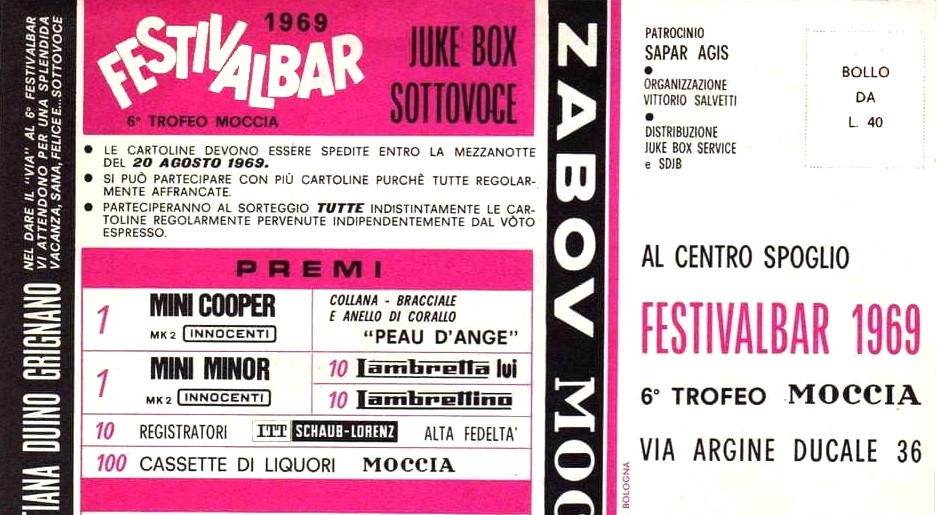 TIANA DUINO GRIGNANO
NEL DARE IL "VIA" AL 6° FESTIVALBAR
VI ATTENDONO PER UNA SPLENDIDA
VACANZA, SANA, FELICE E...SOTTOVOCE
1969
FESTIVALBAR
6° TROFEO MOCCIA
JUKE BOX
SOTTOVOCE
• LE CARTOLINE DEVONO ESSERE SPEDITE ENTRO LA MEZZANOTTE
DEL 20 AGOSTO 1969.
• SI PUÒ PARTECIPARE CON PIÙ CARTOLINE PURCHÈ TUTTE REGOLAR-
MENTE AFFRANCATE.
• PARTECIPERANNO AL SORTEGGIO TUTTE INDISTINTAMENTE LE CAR-
TOLINE REGOLARMENTE PERVENUTE INDIPENDENTEMENTE DAL VÔTO
ESPRESSO.
PREMI
1 MINI COOPER
MK 2 INNOCENTI
COLLANA - BRACCIALE
E ANELLO DI CORALLO
"PEAU D'ANGE"
1 MINI MINOR
MK 2 INNOCENTI
10 Lambretta lui
10 Lambrettino
10 REGISTRATORI ITT SCHAUB-LORENZ ALTA FEDELTA'
100 CASSETTE DI LIQUORI MOCCIA
ZABOV MOC
BOLOGNA
PATROCINIO
SAPAR AGIS
•
ORGANIZZAZIONE
VITTORIO SALVETTI
•
DISTRIBUZIONE
JUKE BOX SERVICE
e SDJB
BOLLO
DA
L. 40
AL CENTRO SPOGLIO
FESTIVALBAR 1969
6° TROFEO MOCCIA
VIA ARGINE DUCALE 36